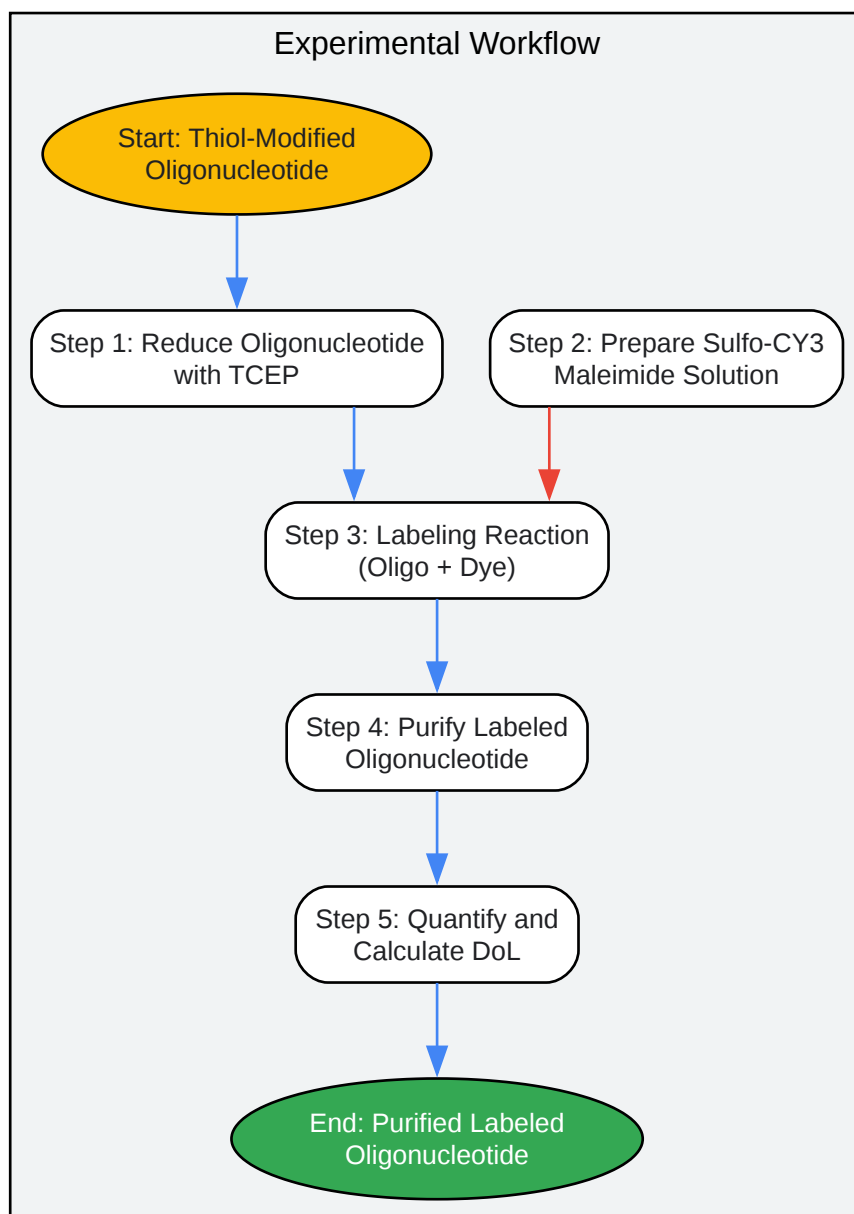 Experimental Workflow
Start: Thiol-Modified
Oligonucleotide
Step 1: Reduce Oligonucleotide
with TCEP
Step 2: Prepare Sulfo-CY3
Maleimide Solution
Step 3: Labeling Reaction
(Oligo + Dye)
Step 4: Purify Labeled
Oligonucleotide
Step 5: Quantify and
Calculate DoL
End: Purified Labeled
Oligonucleotide